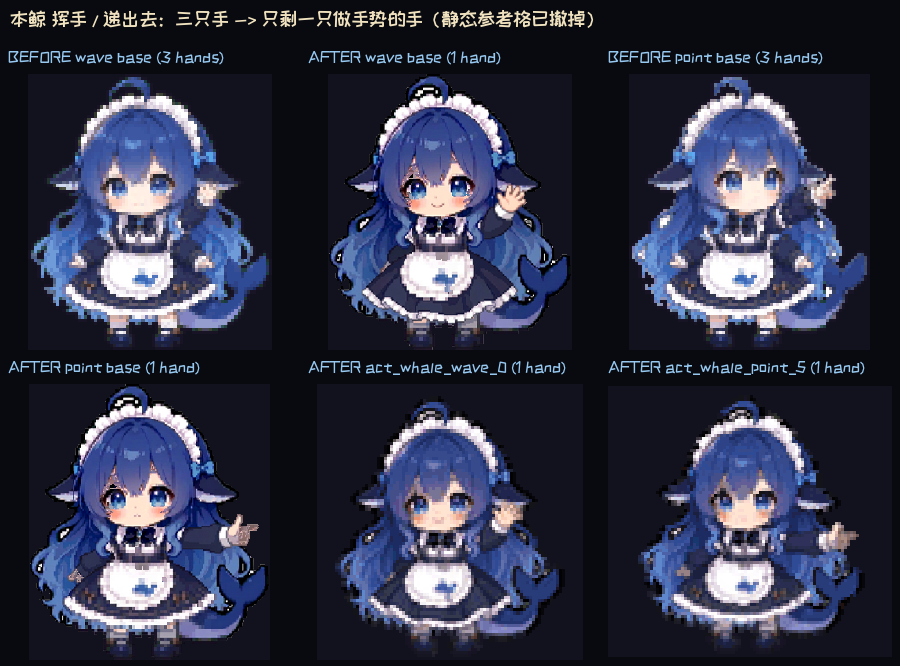 本鲸 挥手 / 递出去：三只手 —> 只剩一只做手势的手（静态参考格已撤掉）
BEFORE wave base (3 hands)
AFTER wave base (1 hand)
BEFORE point base (3 hands)
AFTER point base (1 hand)
AFTER act_whale_wave_0 (1 hand)
AFTER act_whale_point_5 (1 hand)